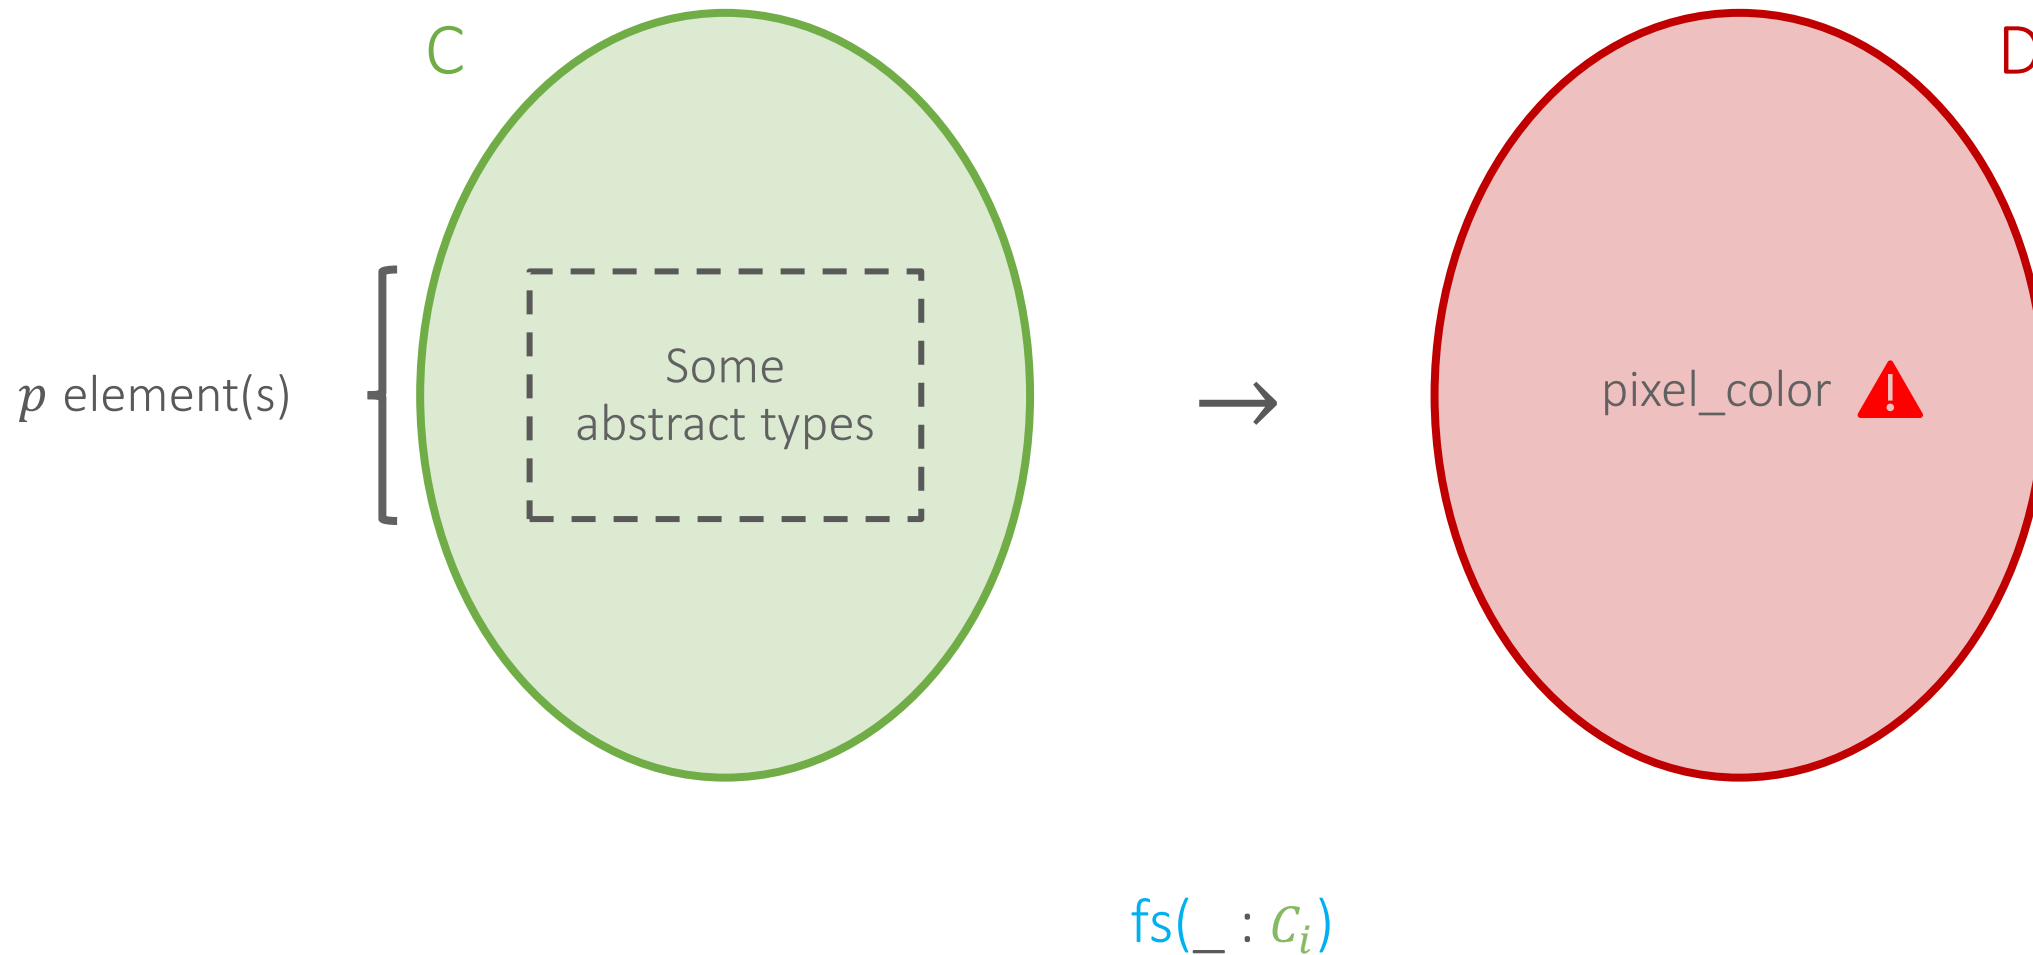 C
D
Some
abstract types
p element(s)
→
pixel_color
fs(_ : Cᵢ)